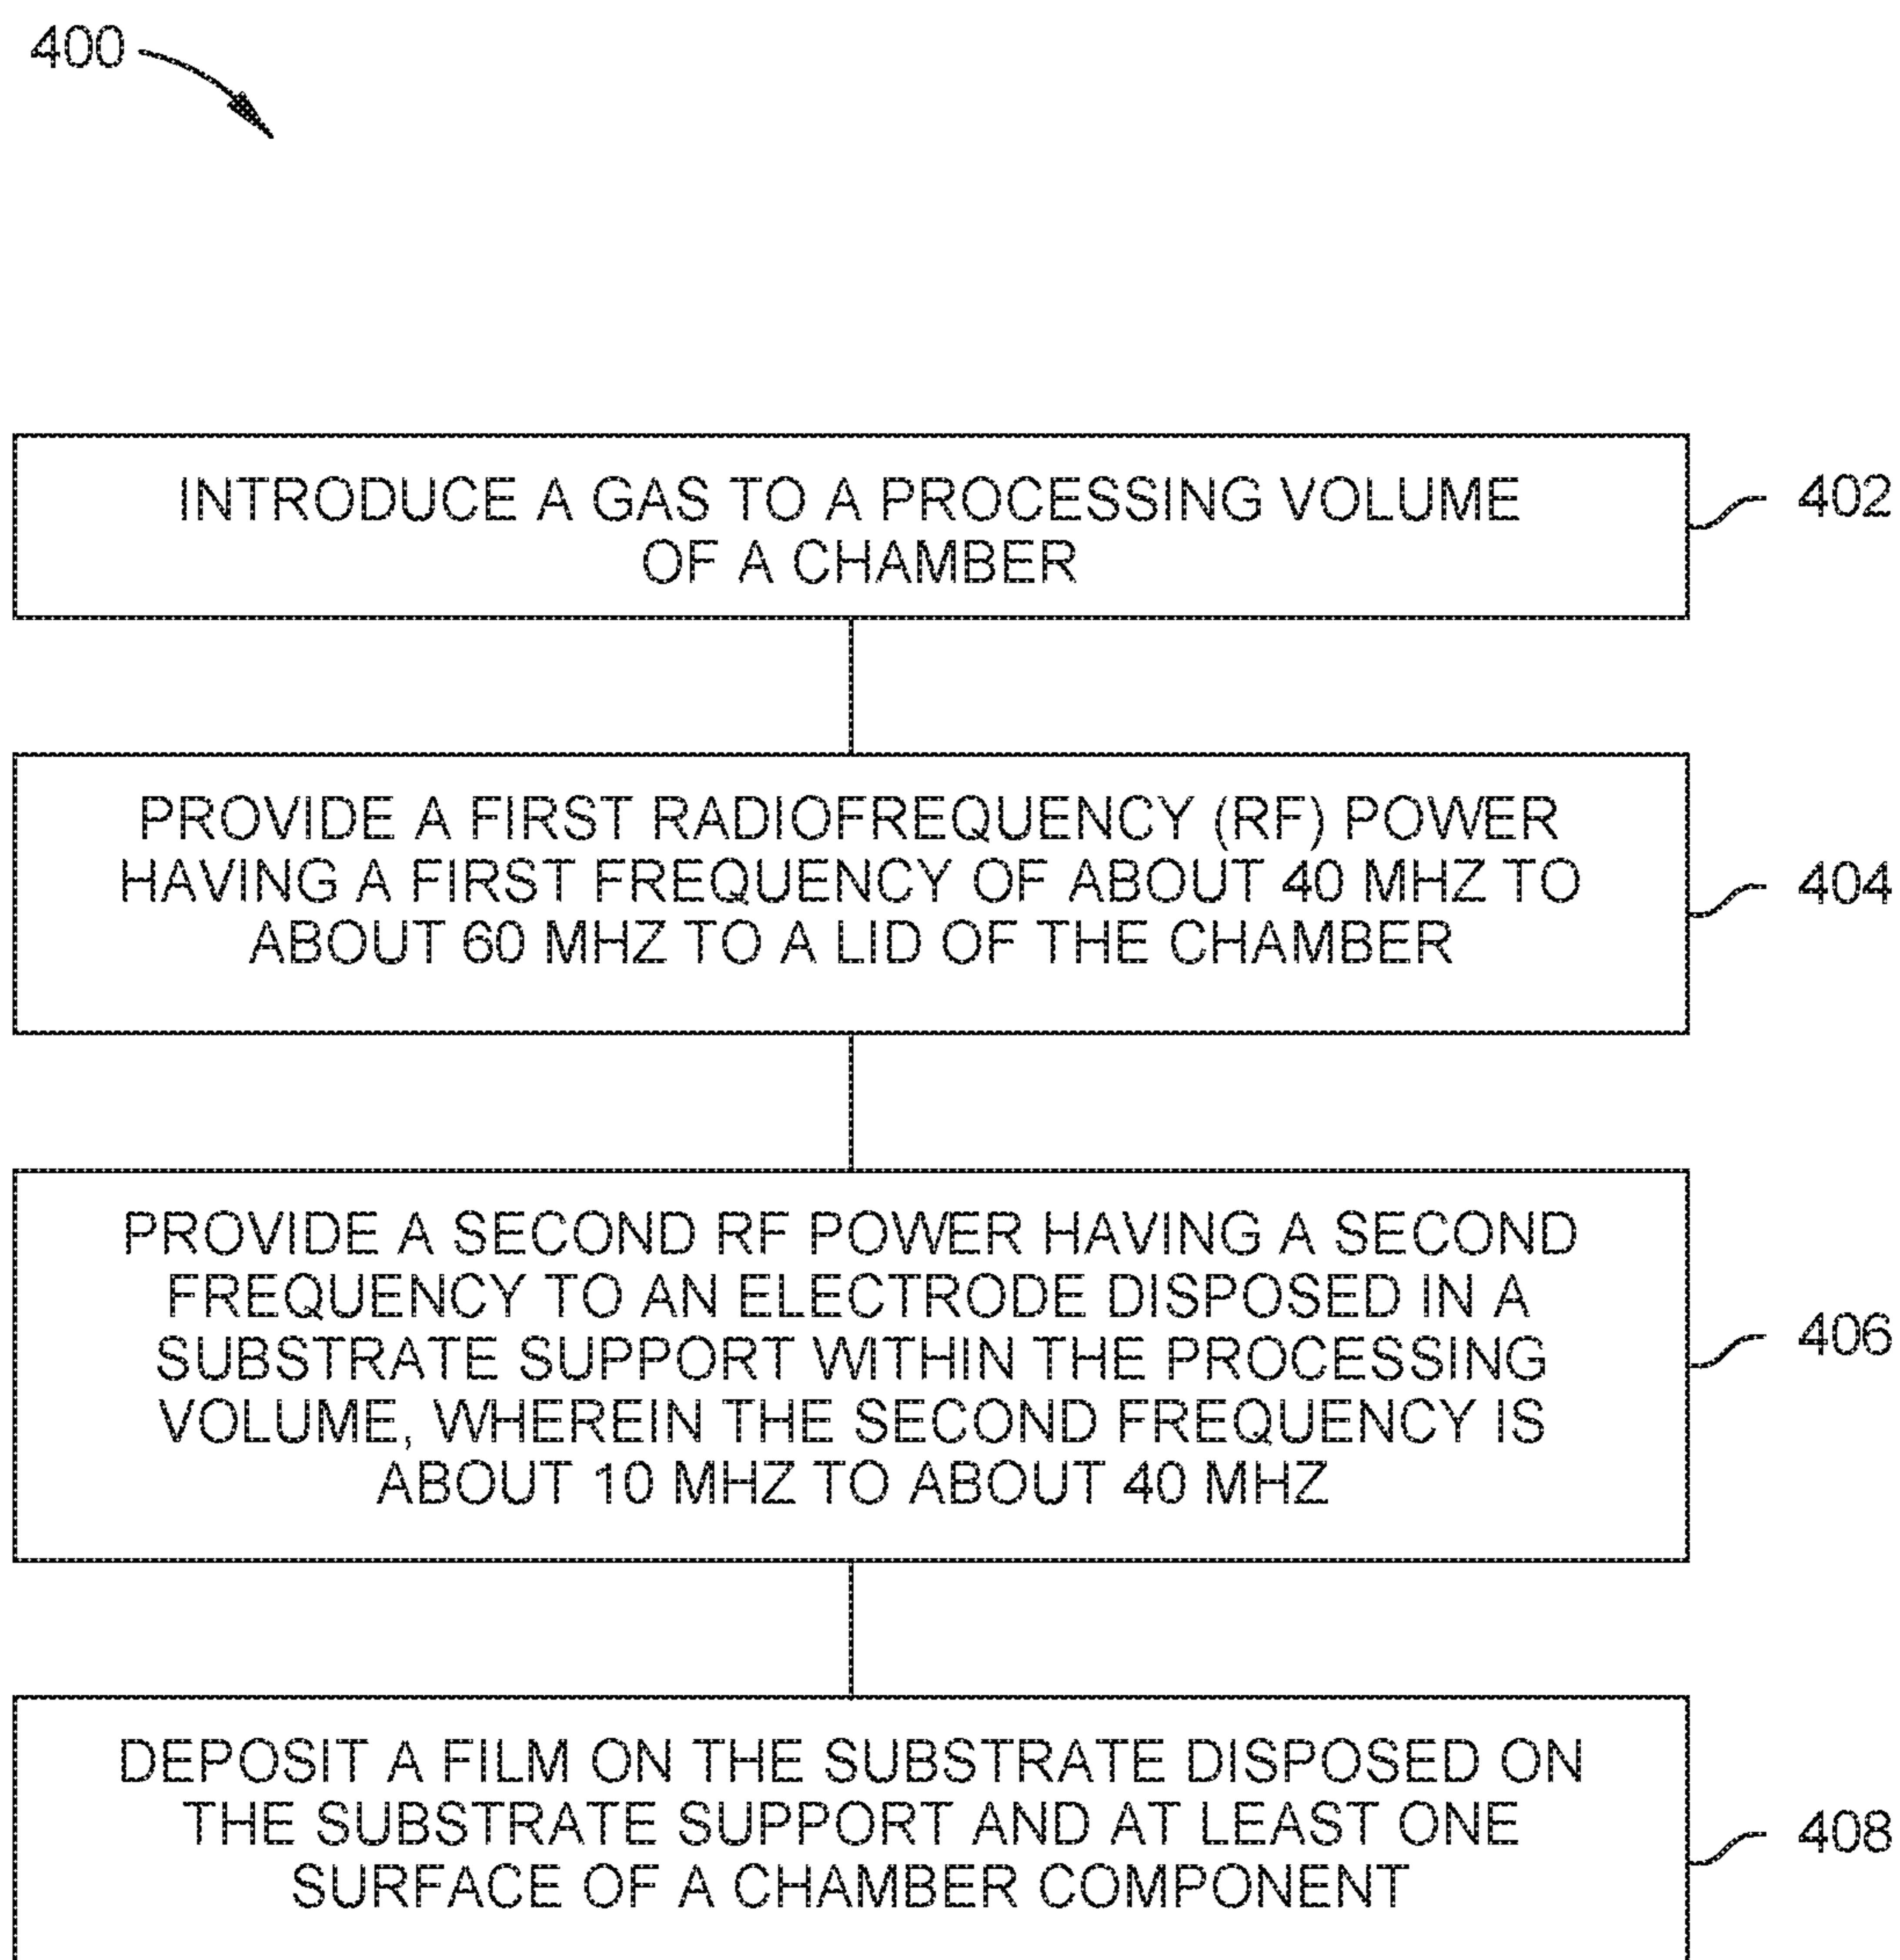 400
INTRODUCE A GAS TO A PROCESSING VOLUME
OF A CHAMBER
402
PROVIDE A FIRST RADIOFREQUENCY (RF) POWER
HAVING A FIRST FREQUENCY OF ABOUT 40 MHZ TO
ABOUT 60 MHZ TO A LID OF THE CHAMBER
404
PROVIDE A SECOND RF POWER HAVING A SECOND
FREQUENCY TO AN ELECTRODE DISPOSED IN A
SUBSTRATE SUPPORT WITHIN THE PROCESSING
VOLUME, WHEREIN THE SECOND FREQUENCY IS
ABOUT 10 MHZ TO ABOUT 40 MHZ
406
DEPOSIT A FILM ON THE SUBSTRATE DISPOSED ON
THE SUBSTRATE SUPPORT AND AT LEAST ONE
SURFACE OF A CHAMBER COMPONENT
408